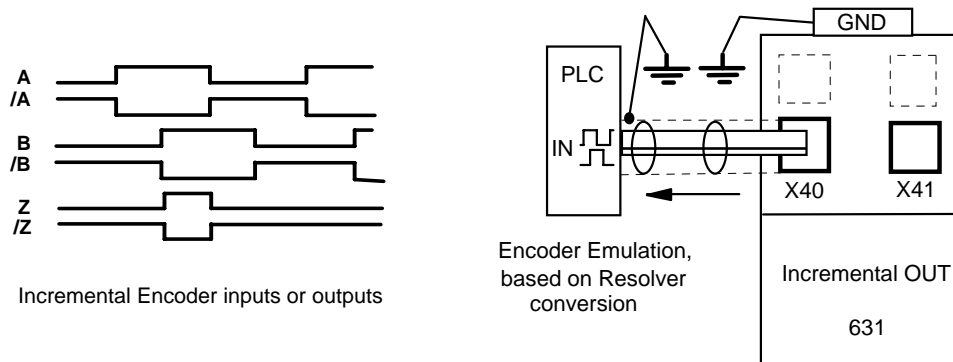 A
/A
B
/B
Z
/Z
Incremental Encoder inputs or outputs
GND
PLC
IN
X40
X41
Encoder Emulation,
based on Resolver
conversion
Incremental OUT
631